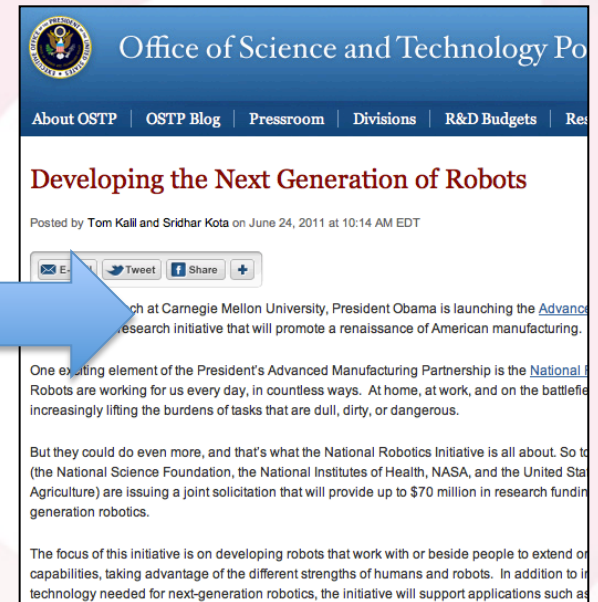 Office of Science and Technology Po
About OSTP | OSTP Blog | Pressroom | Divisions | R&D Budgets | Res
Developing the Next Generation of Robots
Posted by Tom Kalil and Sridhar Kota on June 24, 2011 at 10:14 AM EDT
Tweet Share +
at Carnegie Mellon University, President Obama is launching the Advance
research initiative that will promote a renaissance of American manufacturing.
One exciting element of the President's Advanced Manufacturing Partnership is the National
Robots are working for us every day, in countless ways. At home, at work, and on the battlefie
increasingly lifting the burdens of tasks that are dull, dirty, or dangerous.
But they could do even more, and that's what the National Robotics Initiative is all about. So to
(the National Science Foundation, the National Institutes of Health, NASA, and the United Stat
Agriculture) are issuing a joint solicitation that will provide up to $70 million in research fundin
generation robotics.
The focus of this initiative is on developing robots that work with or beside people to extend or
capabilities, taking advantage of the different strengths of humans and robots. In addition to in
technology needed for next-generation robotics, the initiative will support applications such as